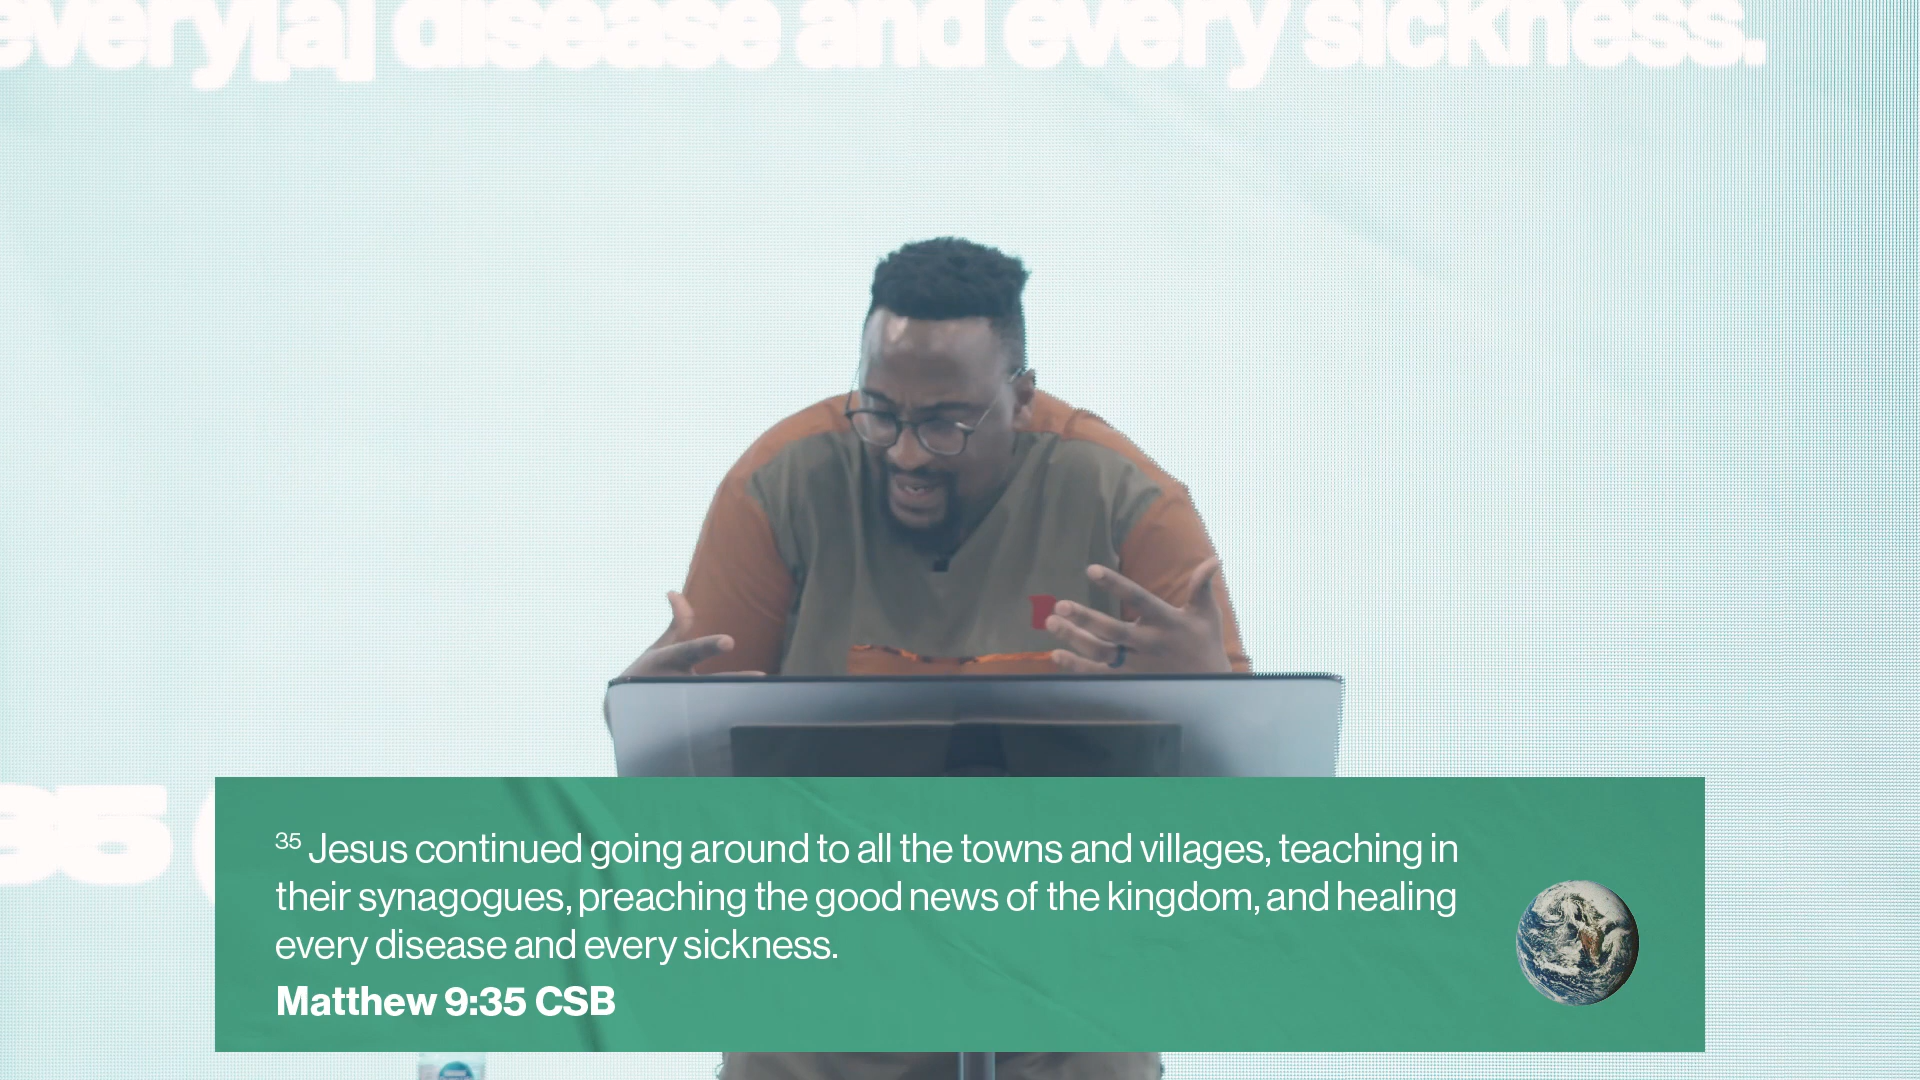 every[a] disease and every sickness.
35 (
35 Jesus continued going around to all the towns and villages, teaching in
their synagogues, preaching the good news of the kingdom, and healing
every disease and every sickness.
Matthew 9:35 CSB